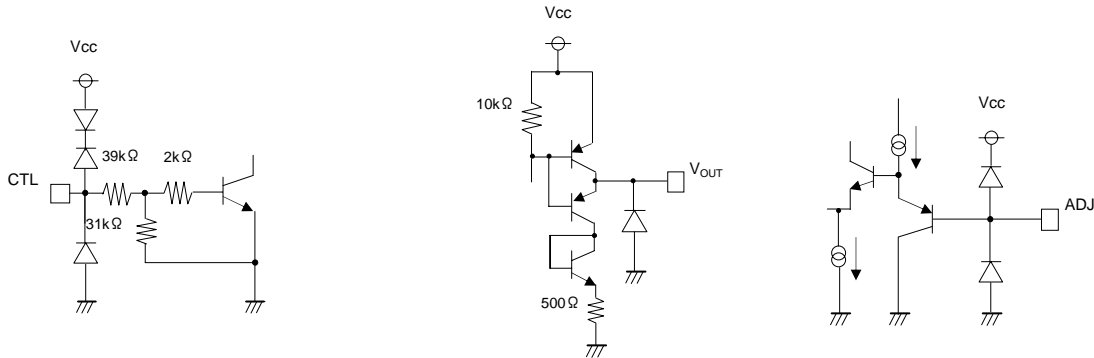 Vcc
39kΩ
2kΩ
CTL
31kΩ
Vcc
10kΩ
VOUT
500Ω
Vcc
ADJ